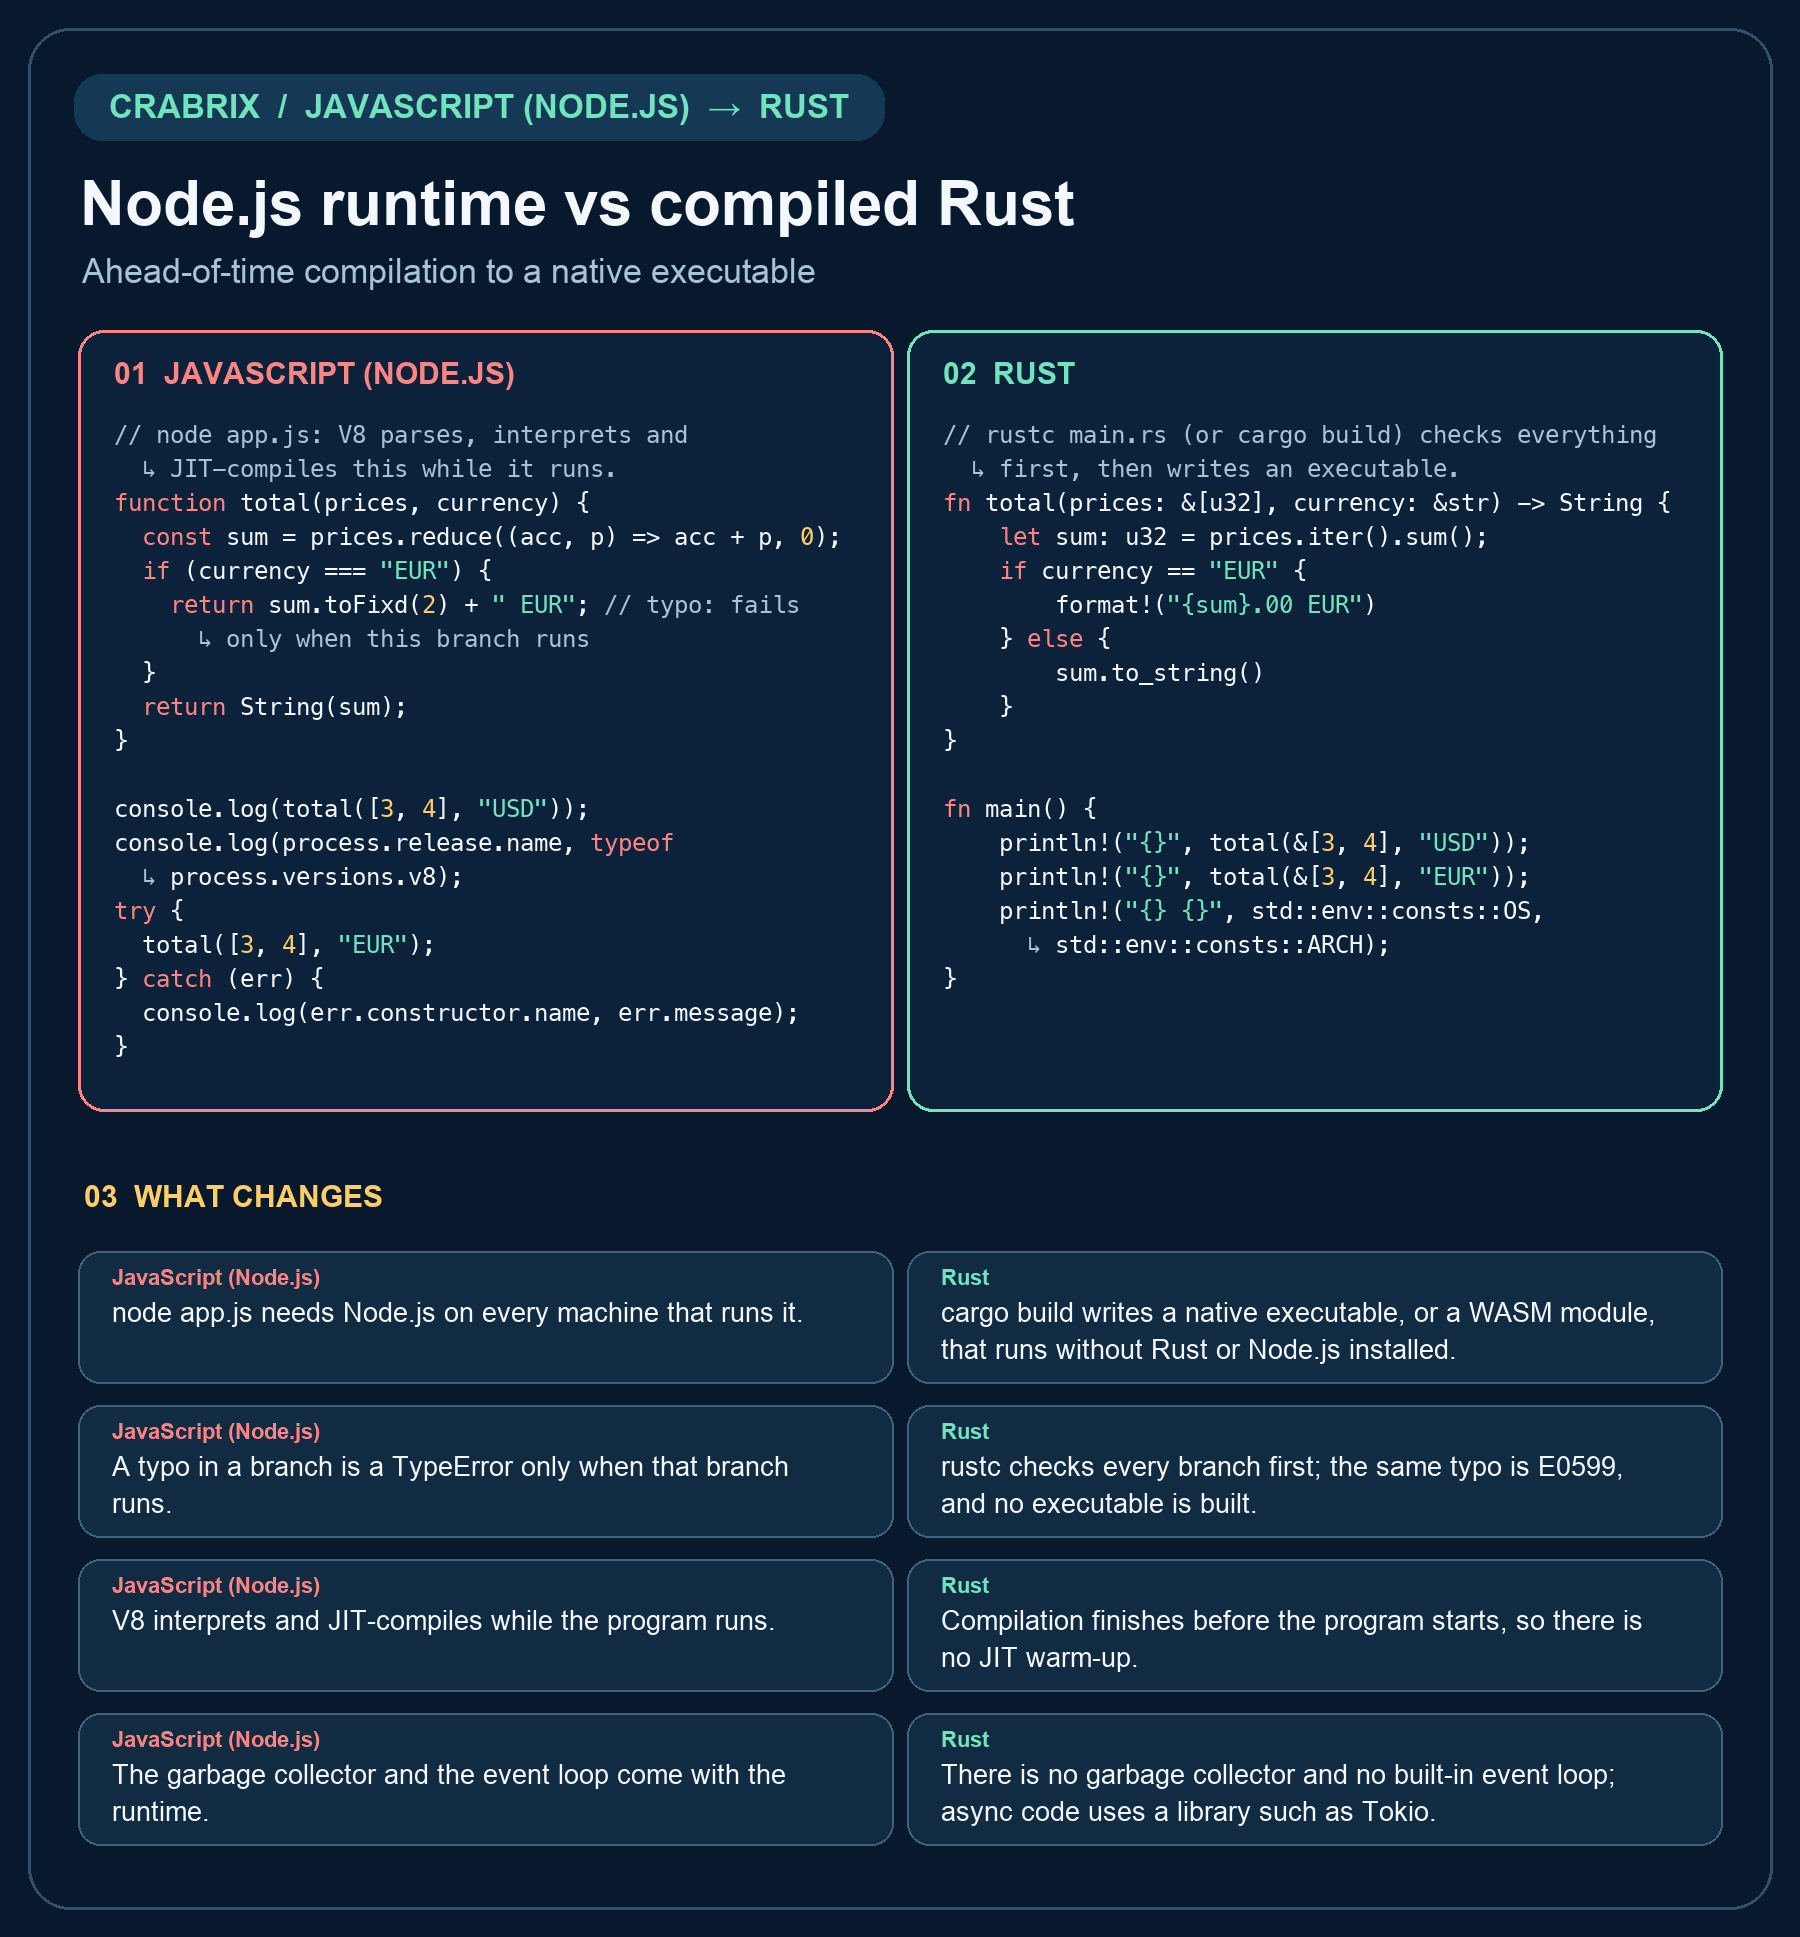 CRABRIX / JAVASCRIPT (NODE.JS) → RUST
Node.js runtime vs compiled Rust
Ahead-of-time compilation to a native executable
01 JAVASCRIPT (NODE.JS)
// node app.js: V8 parses, interprets and
  ↳ JIT−compiles this while it runs.
function total(prices, currency) {
  const sum = prices.reduce((acc, p) => acc + p, 0);
  if (currency === "EUR") {
    return sum.toFixd(2) + " EUR"; // typo: fails
      ↳ only when this branch runs
  }
  return String(sum);
}
console.log(total([3, 4], "USD"));
console.log(process.release.name, typeof
  ↳ process.versions.v8);
try {
  total([3, 4], "EUR");
} catch (err) {
  console.log(err.constructor.name, err.message);
}
02 RUST
// rustc main.rs (or cargo build) checks everything
  ↳ first, then writes an executable.
fn total(prices: &[u32], currency: &str) −> String {
    let sum: u32 = prices.iter().sum();
    if currency == "EUR" {
        format!("{sum}.00 EUR")
    } else {
        sum.to_string()
    }
}
fn main() {
    println!("{}", total(&[3, 4], "USD"));
    println!("{}", total(&[3, 4], "EUR"));
    println!("{} {}", std::env::consts::OS,
      ↳ std::env::consts::ARCH);
}
03 WHAT CHANGES
JavaScript (Node.js)
node app.js needs Node.js on every machine that runs it.
Rust
cargo build writes a native executable, or a WASM module,
that runs without Rust or Node.js installed.
JavaScript (Node.js)
A typo in a branch is a TypeError only when that branch
runs.
Rust
rustc checks every branch first; the same typo is E0599,
and no executable is built.
JavaScript (Node.js)
V8 interprets and JIT-compiles while the program runs.
Rust
Compilation finishes before the program starts, so there is
no JIT warm-up.
JavaScript (Node.js)
The garbage collector and the event loop come with the
runtime.
Rust
There is no garbage collector and no built-in event loop;
async code uses a library such as Tokio.